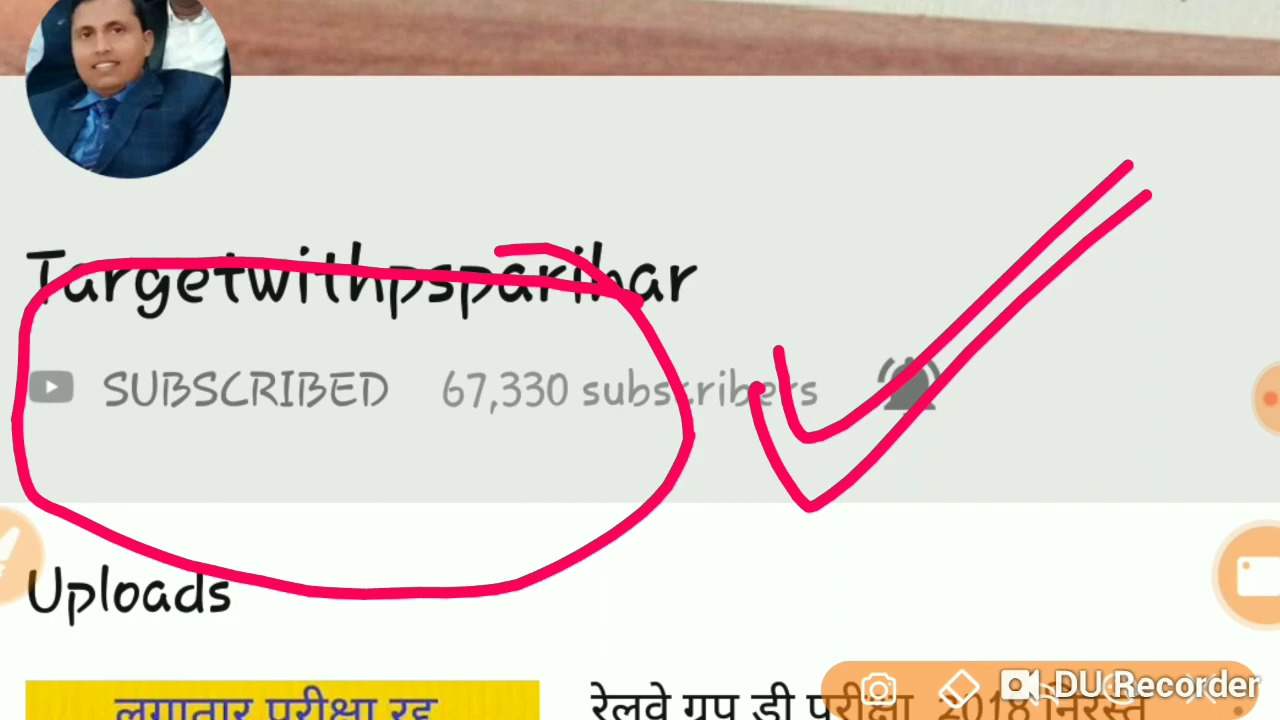 Targetwithpsparihar
SUBSCRIBED 67,330 subscribers
Uploads
लगातार परीक्षा रद्द
रेलवे ग्रुप डी परीक्षा 2018 निरस्त
DU Recorder